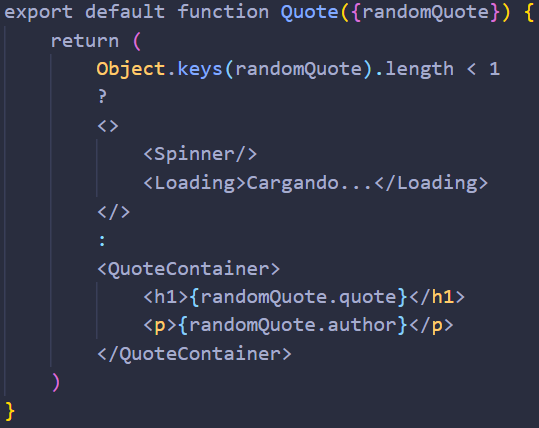 export default function Quote({randomQuote}) {
return (
Object.keys(randomQuote).length < 1
?
<>
<Spinner/>
<Loading>Cargando...</Loading>
</>
:
<QuoteContainer>
<h1>{randomQuote.quote}</h1>
<p>{randomQuote.author}</p>
</QuoteContainer>
)
}